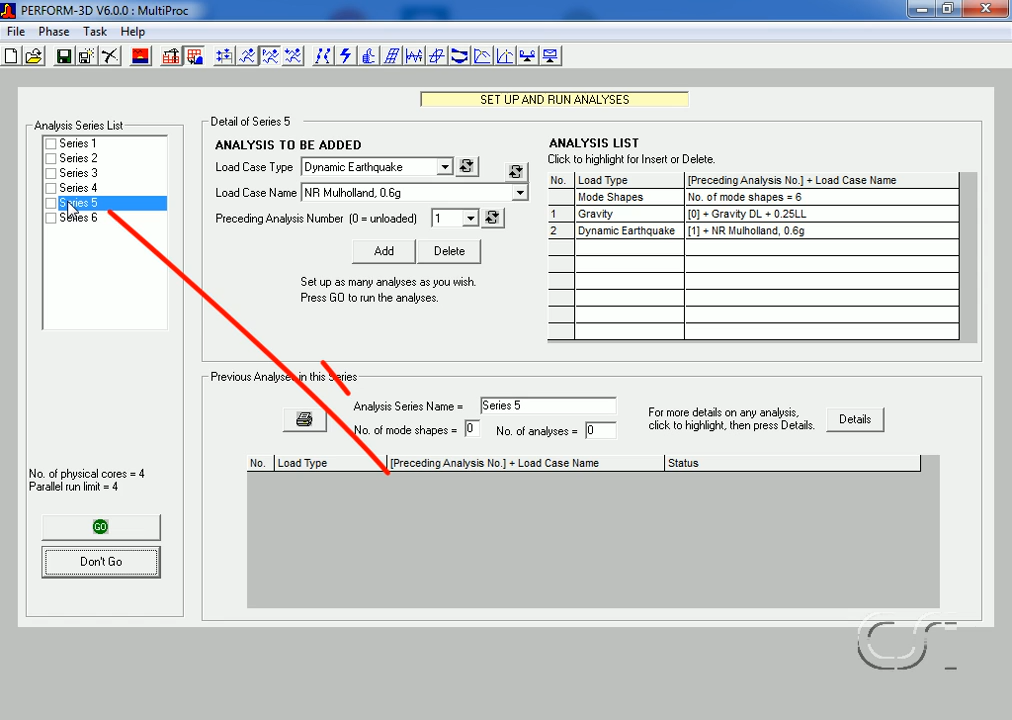 PERFORM-3D V6.0.0 : MultiProc
File Phase Task Help
SET UP AND RUN ANALYSES
Analysis Series List
Series 1
Series 2
Series 3
Series 4
Series 5
Series 6
No. of physical cores = 4
Parallel run limit = 4
GO
Don't Go
Detail of Series 5
ANALYSIS TO BE ADDED
Load Case Type Dynamic Earthquake
Load Case Name NR Mulholland, 0.6g
Preceding Analysis Number (0 = unloaded) 1
Add Delete
Set up as many analyses as you wish.
Press GO to run the analyses.
ANALYSIS LIST
Click to highlight for Insert or Delete.
No. Load Type [Preceding Analysis No.] + Load Case Name
Mode Shapes No. of mode shapes = 6
1 Gravity [0] + Gravity DL + 0.25LL
2 Dynamic Earthquake [1] + NR Mulholland, 0.6g
Previous Analyses in this Series
Analysis Series Name = Series 5
No. of mode shapes = 0 No. of analyses = 0
For more details on any analysis,
click to highlight, then press Details.
Details
No. Load Type [Preceding Analysis No.] + Load Case Name Status
CSi